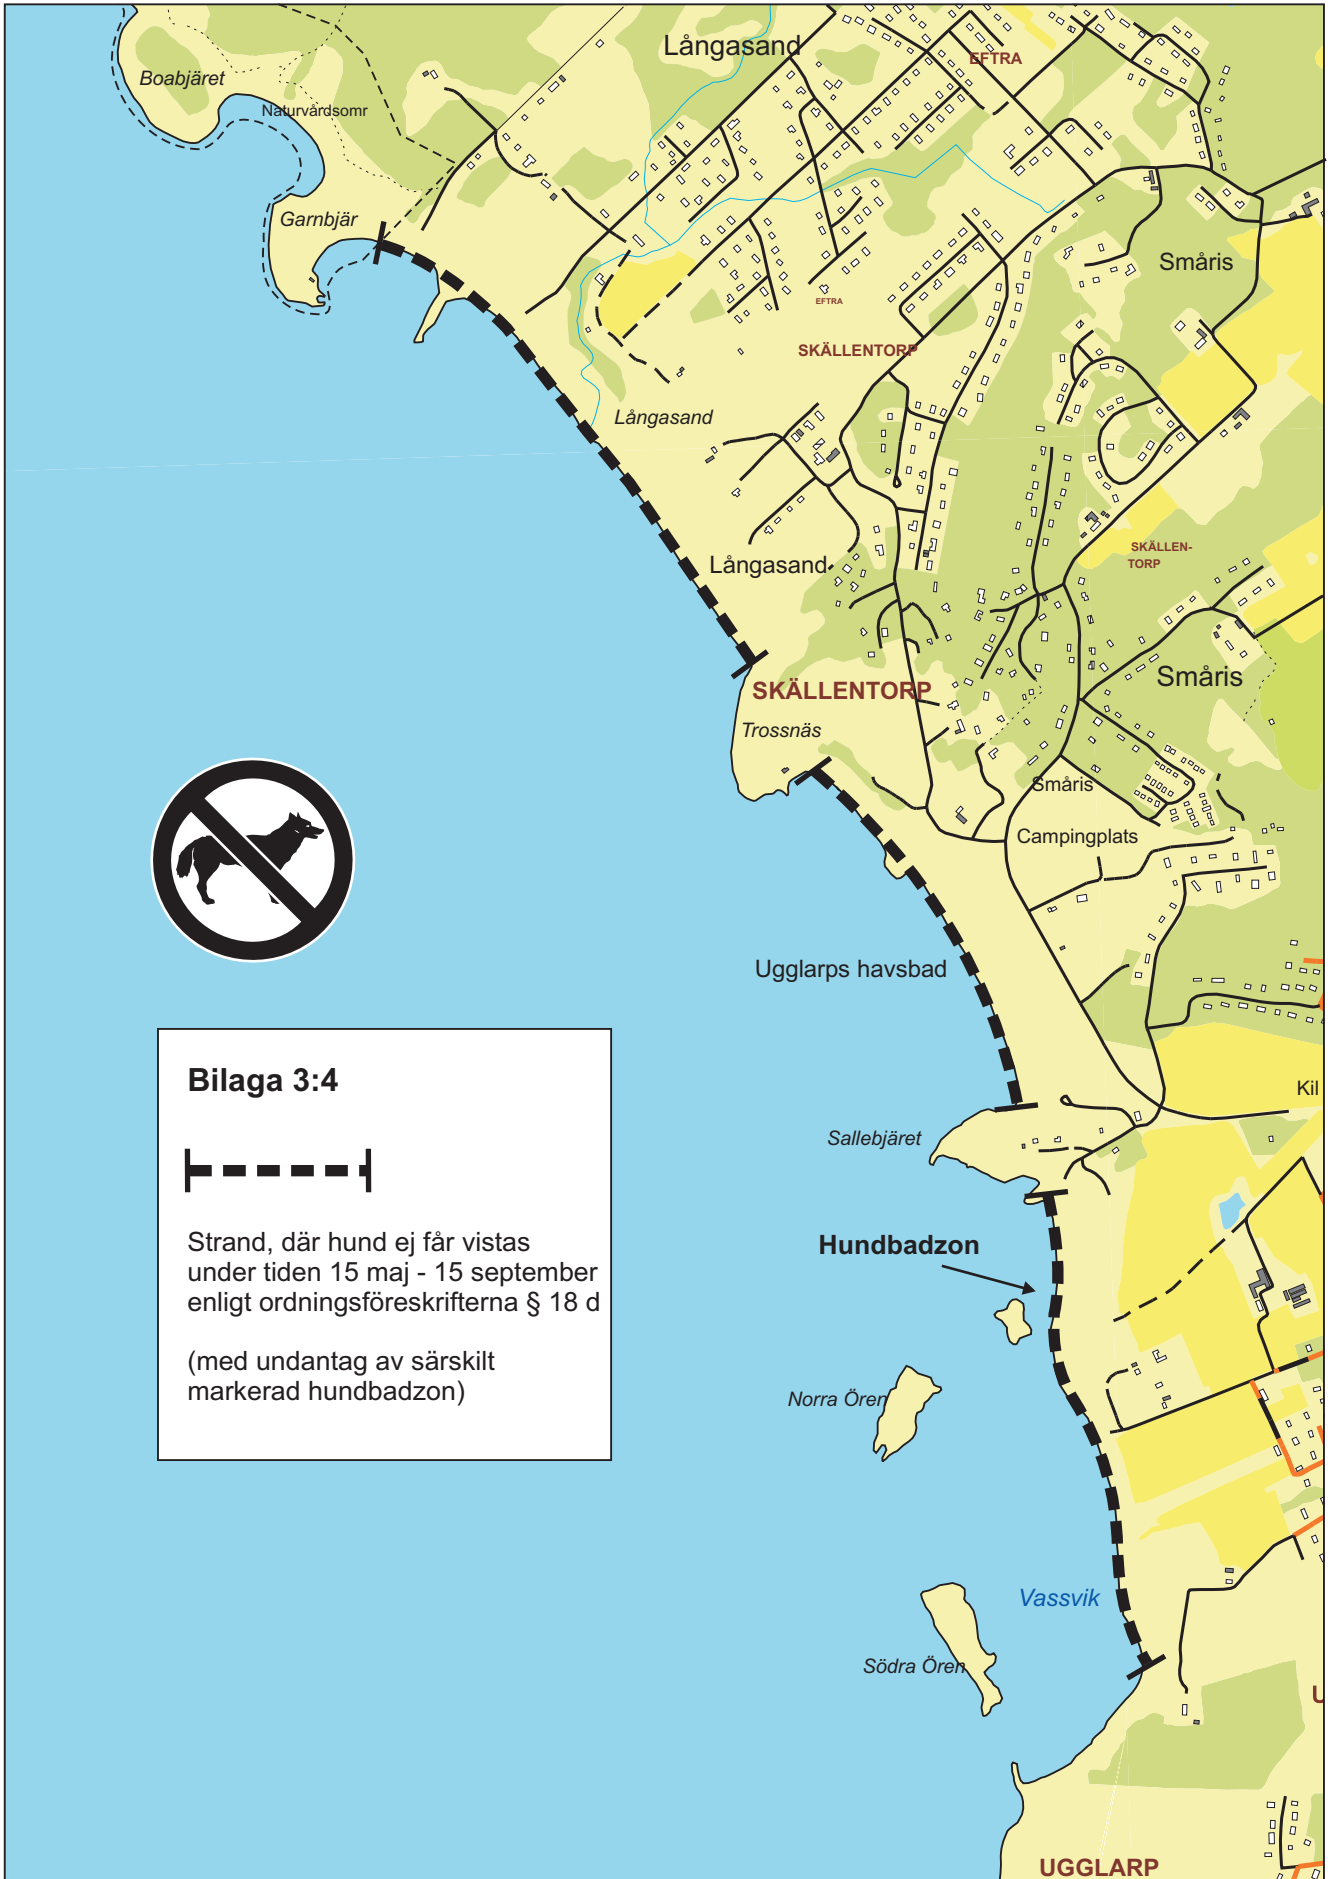 Långasand
EFTRA
Boabjäret
Naturvårdsomr
Garnbjär
Småris
EFTRA
SKÄLLENTORP
Långasand
SKÄLLEN-
TORP
Långasand
Småris
SKÄLLENTORP
Trossnäs
Småris
Campingplats
Ugglarps havsbad
Bilaga 3:4
Kil
Sallebjäret
Strand, där hund ej får vistas
under tiden 15 maj - 15 september
enligt ordningsföreskrifterna § 18 d
Hundbadzon
(med undantag av särskilt
markerad hundbadzon)
Norra Ören
Vassvik
Södra Ören
U
UGGLARP